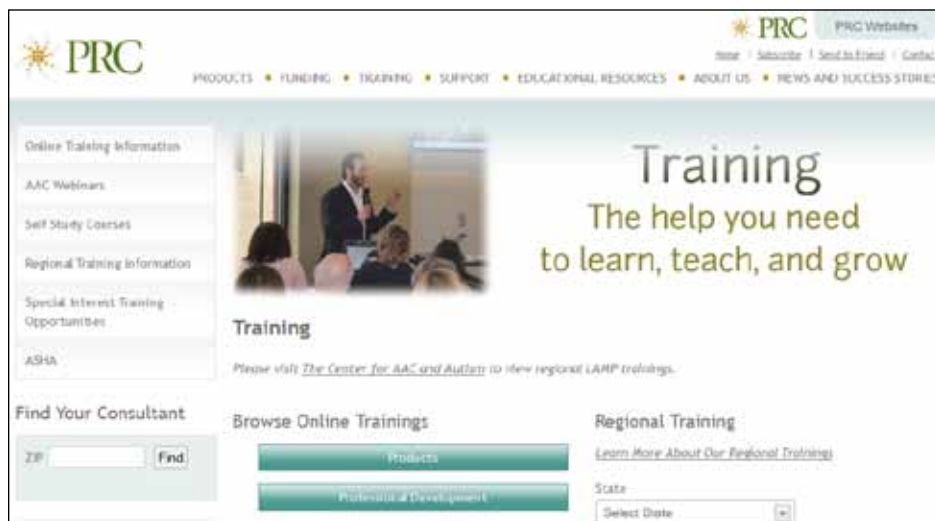 PRC
PRC Websites
Home | Subscribe | Send to Friend | Contac
PRC
PRODUCTS • FUNDING • TRAINING • SUPPORT • EDUCATIONAL RESOURCES • ABOUT US • NEWS AND SUCCESS STORIES
Online Training Information
AAC Webinars
Self Study Courses
Regional Training Information
Special Interest Training
Opportunities
ASHA
Training
The help you need
to learn, teach, and grow
Training
Please visit The Center for AAC and Autism to view regional LAMP trainings.
Find Your Consultant
ZIP
Find
Browse Online Trainings
Products
Professional Development
Regional Training
Learn More About Our Regional Trainings
State
Select State